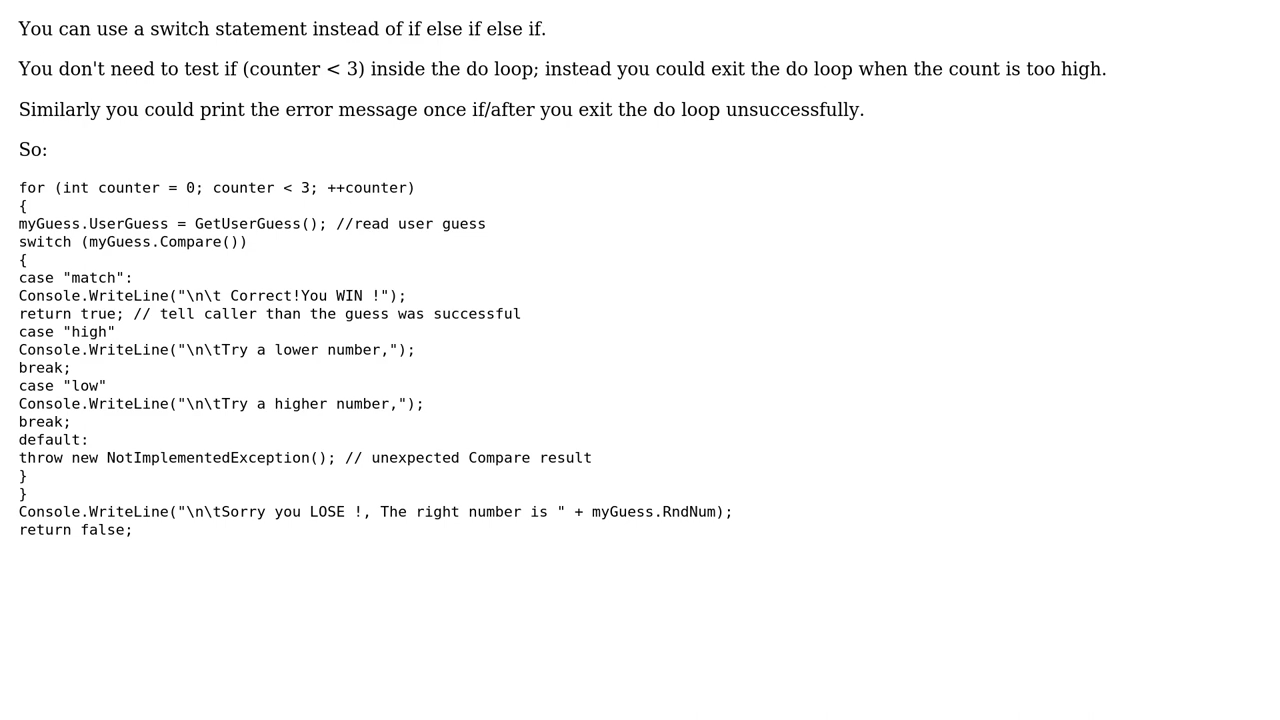 You can use a switch statement instead of if else if else if.
You don't need to test if (counter < 3) inside the do loop; instead you could exit the do loop when the count is too high.
Similarly you could print the error message once if/after you exit the do loop unsuccessfully.
So:
for (int counter = 0; counter < 3; ++counter)
{
myGuess.UserGuess = GetUserGuess(); //read user guess
switch (myGuess.Compare())
{
case "match":
Console.WriteLine("\n\t Correct!You WIN !");
return true; // tell caller than the guess was successful
case "high"
Console.WriteLine("\n\tTry a lower number,");
break;
case "low"
Console.WriteLine("\n\tTry a higher number,");
break;
default:
throw new NotImplementedException(); // unexpected Compare result
}
}
Console.WriteLine("\n\tSorry you LOSE !, The right number is " + myGuess.RndNum);
return false;